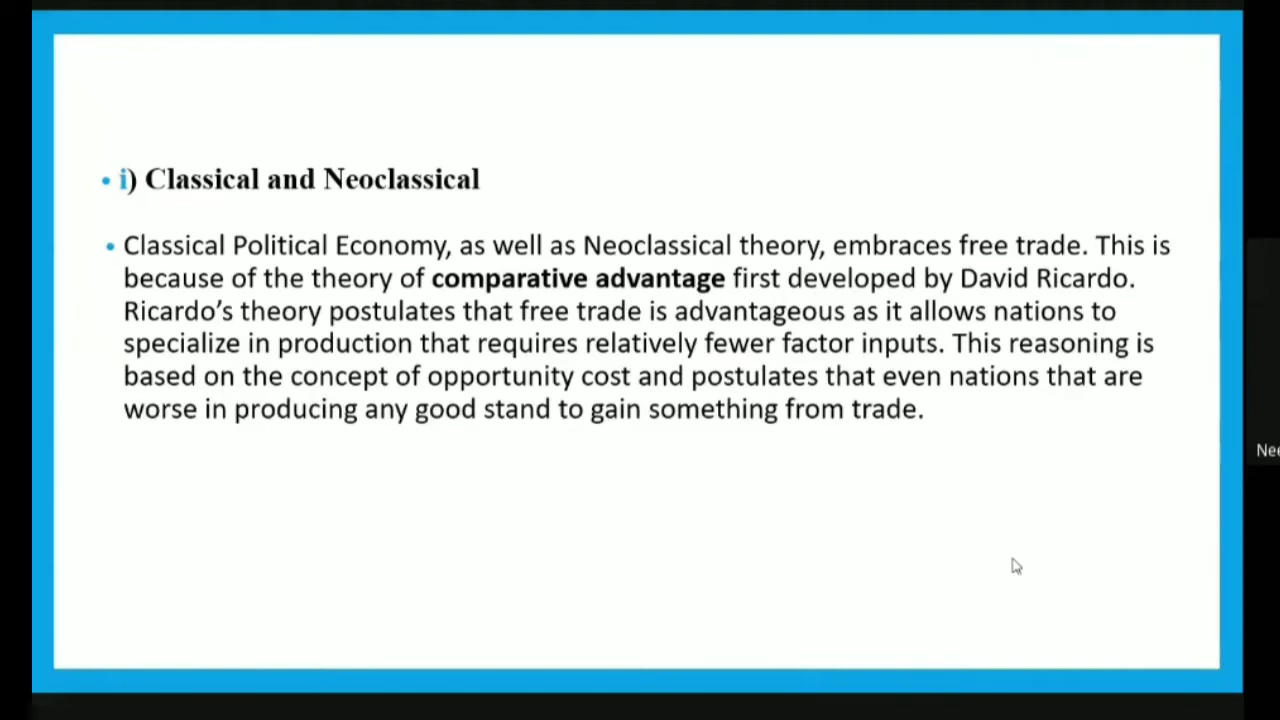 • i) Classical and Neoclassical
• Classical Political Economy, as well as Neoclassical theory, embraces free trade. This is
because of the theory of comparative advantage first developed by David Ricardo.
Ricardo’s theory postulates that free trade is advantageous as it allows nations to
specialize in production that requires relatively fewer factor inputs. This reasoning is
based on the concept of opportunity cost and postulates that even nations that are
worse in producing any good stand to gain something from trade.